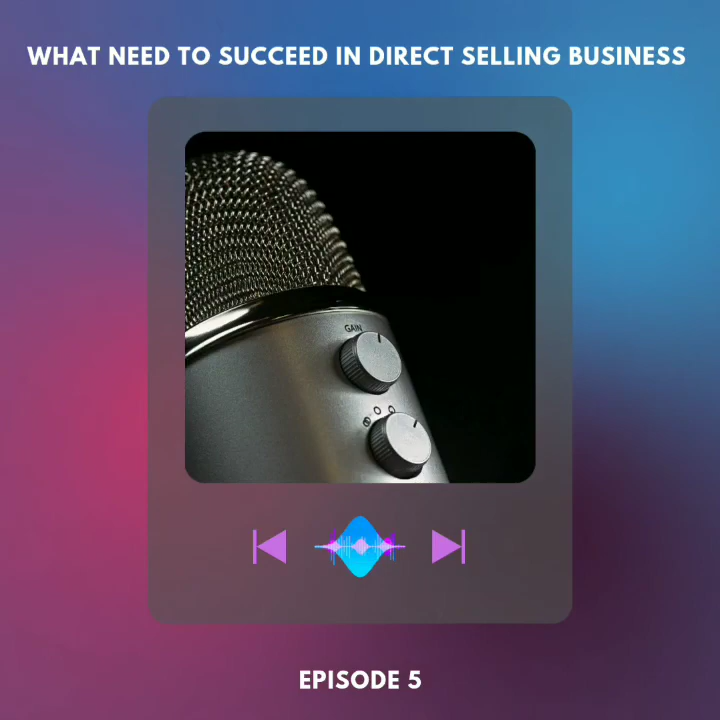 WHAT NEED TO SUCCEED IN DIRECT SELLING BUSINESS
GAIN
EPISODE 5